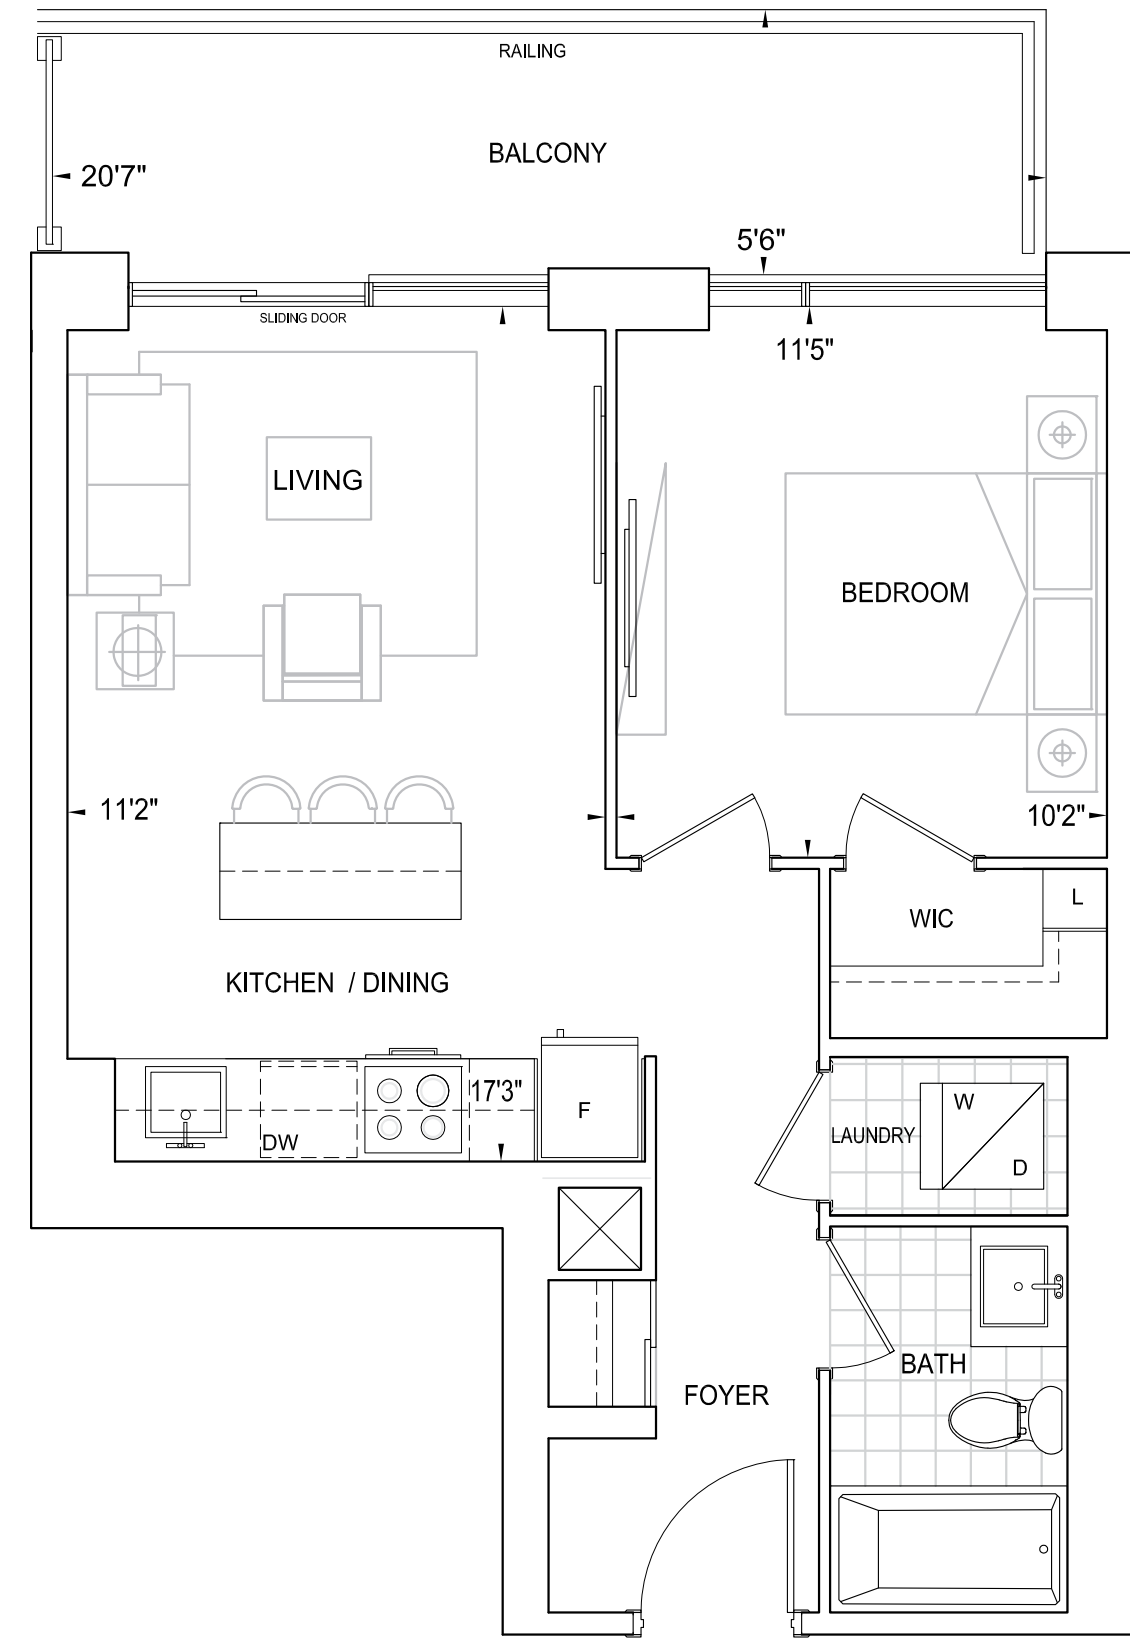 RAILING
BALCONY
20'7"
5'6"
SLIDING DOOR
11'5"
LIVING
BEDROOM
11'2"
10'2"
L
WIC
KITCHEN / DINING
17'3"
F
W
LAUNDRY
DW
D
BATH
FOYER